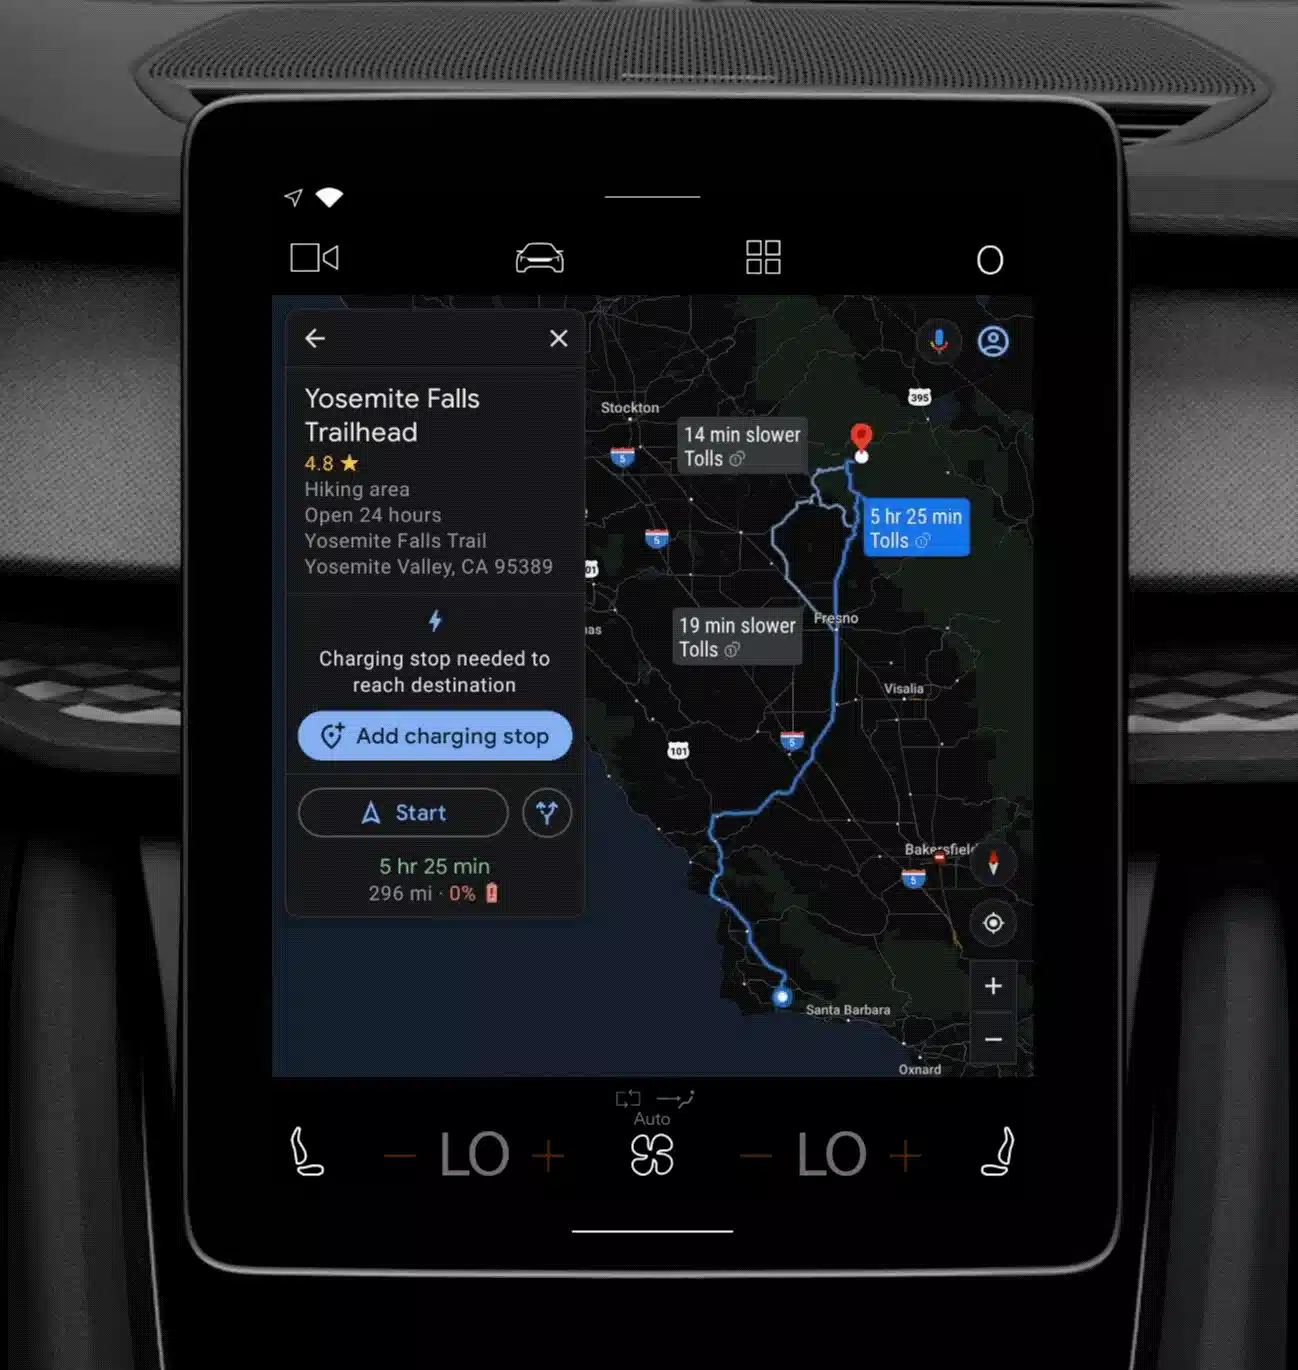 Yosemite Falls
Trailhead
4.8
Hiking area
Open 24 hours
Yosemite Falls Trail
Yosemite Valley, CA 95389
Charging stop needed to
reach destination
Add charging stop
Start
5 hr 25 min
296 mi · 0%
Stockton
395
14 min slower
Tolls
5
5 hr 25 min
Tolls
5
01
as
19 min slower
Tolls
Fresno
Visalia
101
5
Bakersfield
5
Santa Barbara
Oxnard
Auto
LO
LO